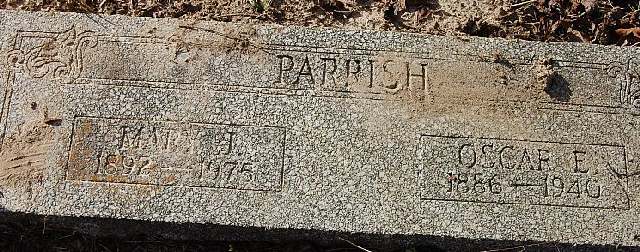 PARRISH
MARY J.
1892 — 1975
OSCAR E.
1886 — 1940